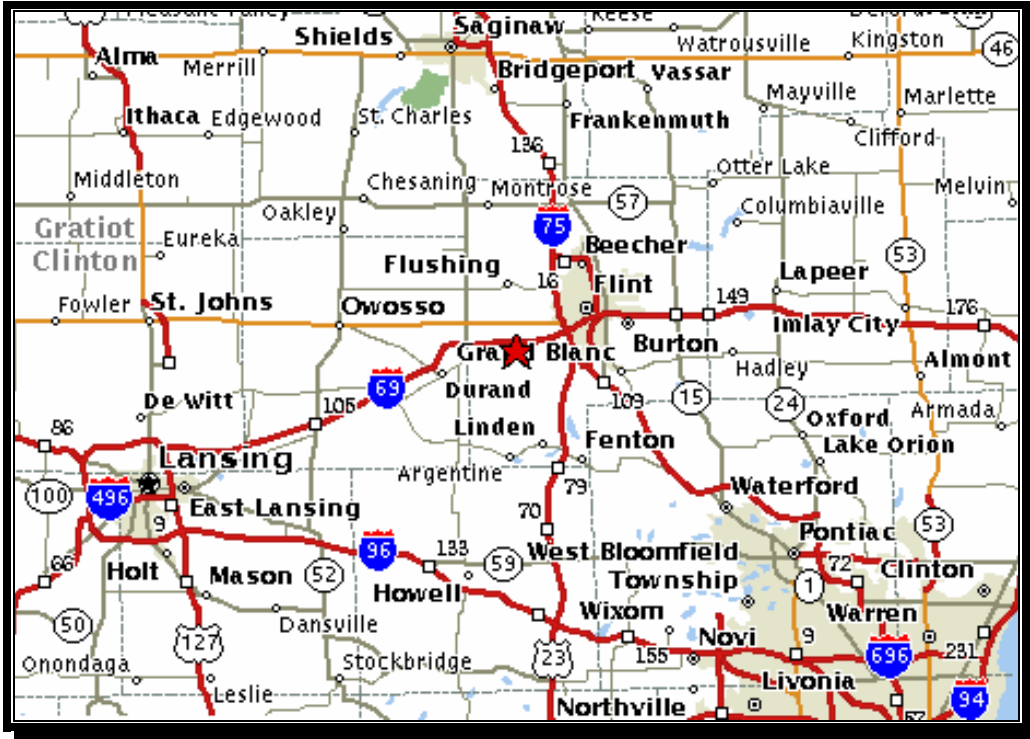 Saginaw
Reese
Shields
Watrousville
Kingston
46
Alma
Merrill
Bridgeport
Vassar
Mayville
Marlette
Ithaca
Edgewood
St. Charles
Frankenmuth
Clifford
136
Otter Lake
Middleton
Chesaning
Montrose
Melvin
57
Columbiaville
Oakley
Gratiot
75
Eureka
Beecher
53
Clinton
Flushing
Lapeer
16
Flint
Fowler
St. Johns
Owosso
149
176
Imlay City
Burton
Grand Blanc
Almont
Hadley
69
Durand
De Witt
106
109
15
24
Oxford
Armada
86
Linden
Fenton
Lake Orion
Lansing
Argentine
100
496
79
Waterford
East Lansing
9
70
53
Pontiac
96
133
59
West Bloomfield
72
66
Holt
Mason
52
Township
1
Clinton
Howell
Wixom
Warren
50
Dansville
127
Novi
9
Onondaga
Stockbridge
23
155
696
231
Livonia
Leslie
94
Northville